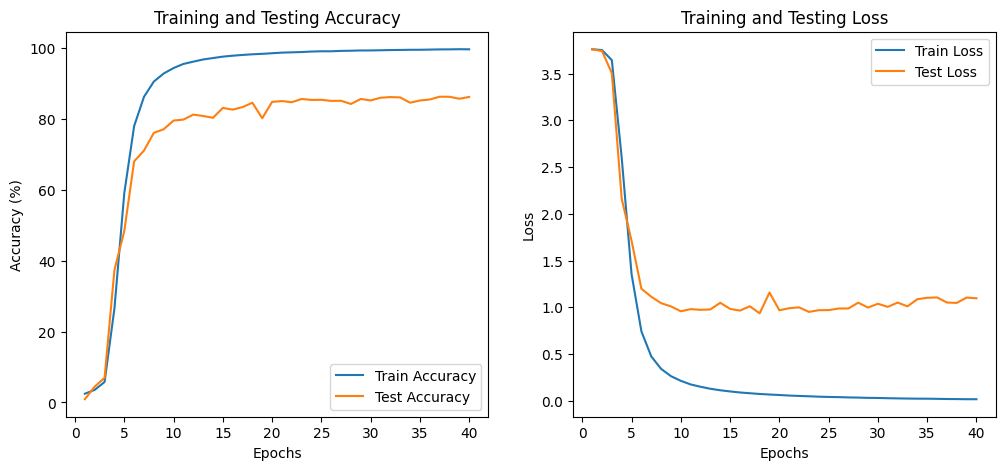 Training and Testing Accuracy
Accuracy (%)
100
80
60
40
20
0
0 5 10 15 20 25 30 35 40
Epochs
Train Accuracy
Test Accuracy
Training and Testing Loss
Loss
3.5
3.0
2.5
2.0
1.5
1.0
0.5
0.0
0 5 10 15 20 25 30 35 40
Epochs
Train Loss
Test Loss